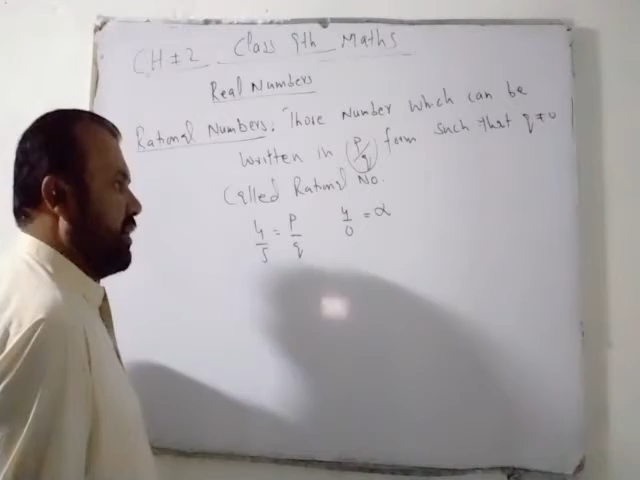 CH # 2 Class 9th Maths
Real Numbers
Rational Numbers: Those Number which can be
written in (p/q) form such that q ≠ 0
Called Rational No.
4/5 = p/q 4/0 = α